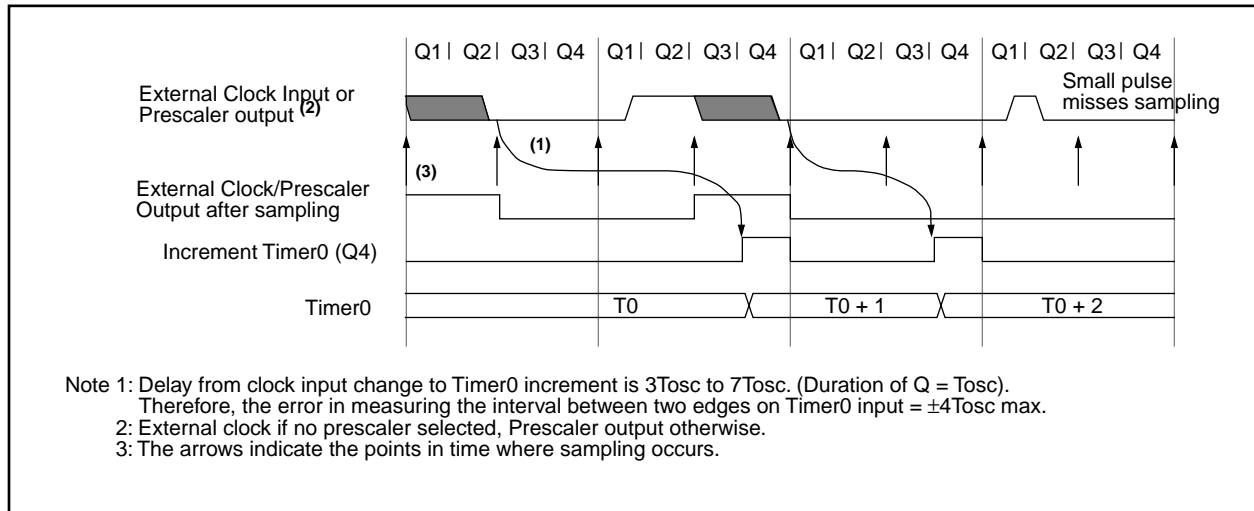 Q1| Q2| Q3| Q4 Q1| Q2| Q3| Q4 Q1| Q2| Q3| Q4 Q1| Q2| Q3| Q4
External Clock Input or
Prescaler output (2)
Small pulse
misses sampling
(1)
(3)
External Clock/Prescaler
Output after sampling
Increment Timer0 (Q4)
Timer0 T0 T0 + 1 T0 + 2
Note 1: Delay from clock input change to Timer0 increment is 3Tosc to 7Tosc. (Duration of Q = Tosc).
Therefore, the error in measuring the interval between two edges on Timer0 input = ±4Tosc max.
2: External clock if no prescaler selected, Prescaler output otherwise.
3: The arrows indicate the points in time where sampling occurs.